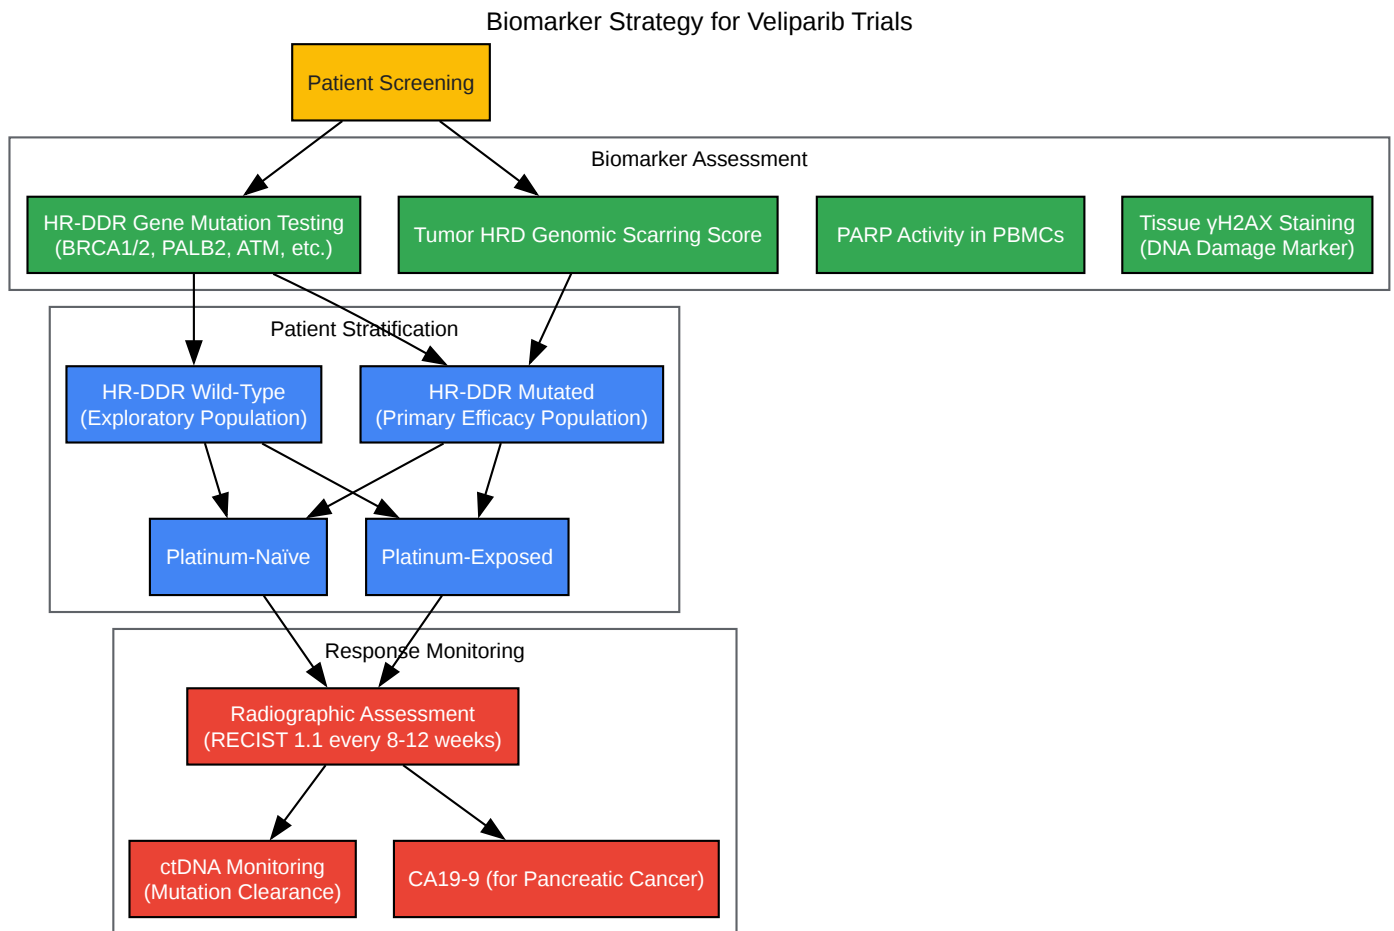 Biomarker Strategy for Veliparib Trials
Patient Screening
Biomarker Assessment
HR-DDR Gene Mutation Testing
(BRCA1/2, PALB2, ATM, etc.)
Tumor HRD Genomic Scarring Score
PARP Activity in PBMCs
Tissue γH2AX Staining
(DNA Damage Marker)
Patient Stratification
HR-DDR Wild-Type
(Exploratory Population)
HR-DDR Mutated
(Primary Efficacy Population)
Platinum-Naïve
Platinum-Exposed
Response Monitoring
Radiographic Assessment
(RECIST 1.1 every 8-12 weeks)
ctDNA Monitoring
(Mutation Clearance)
CA19-9 (for Pancreatic Cancer)